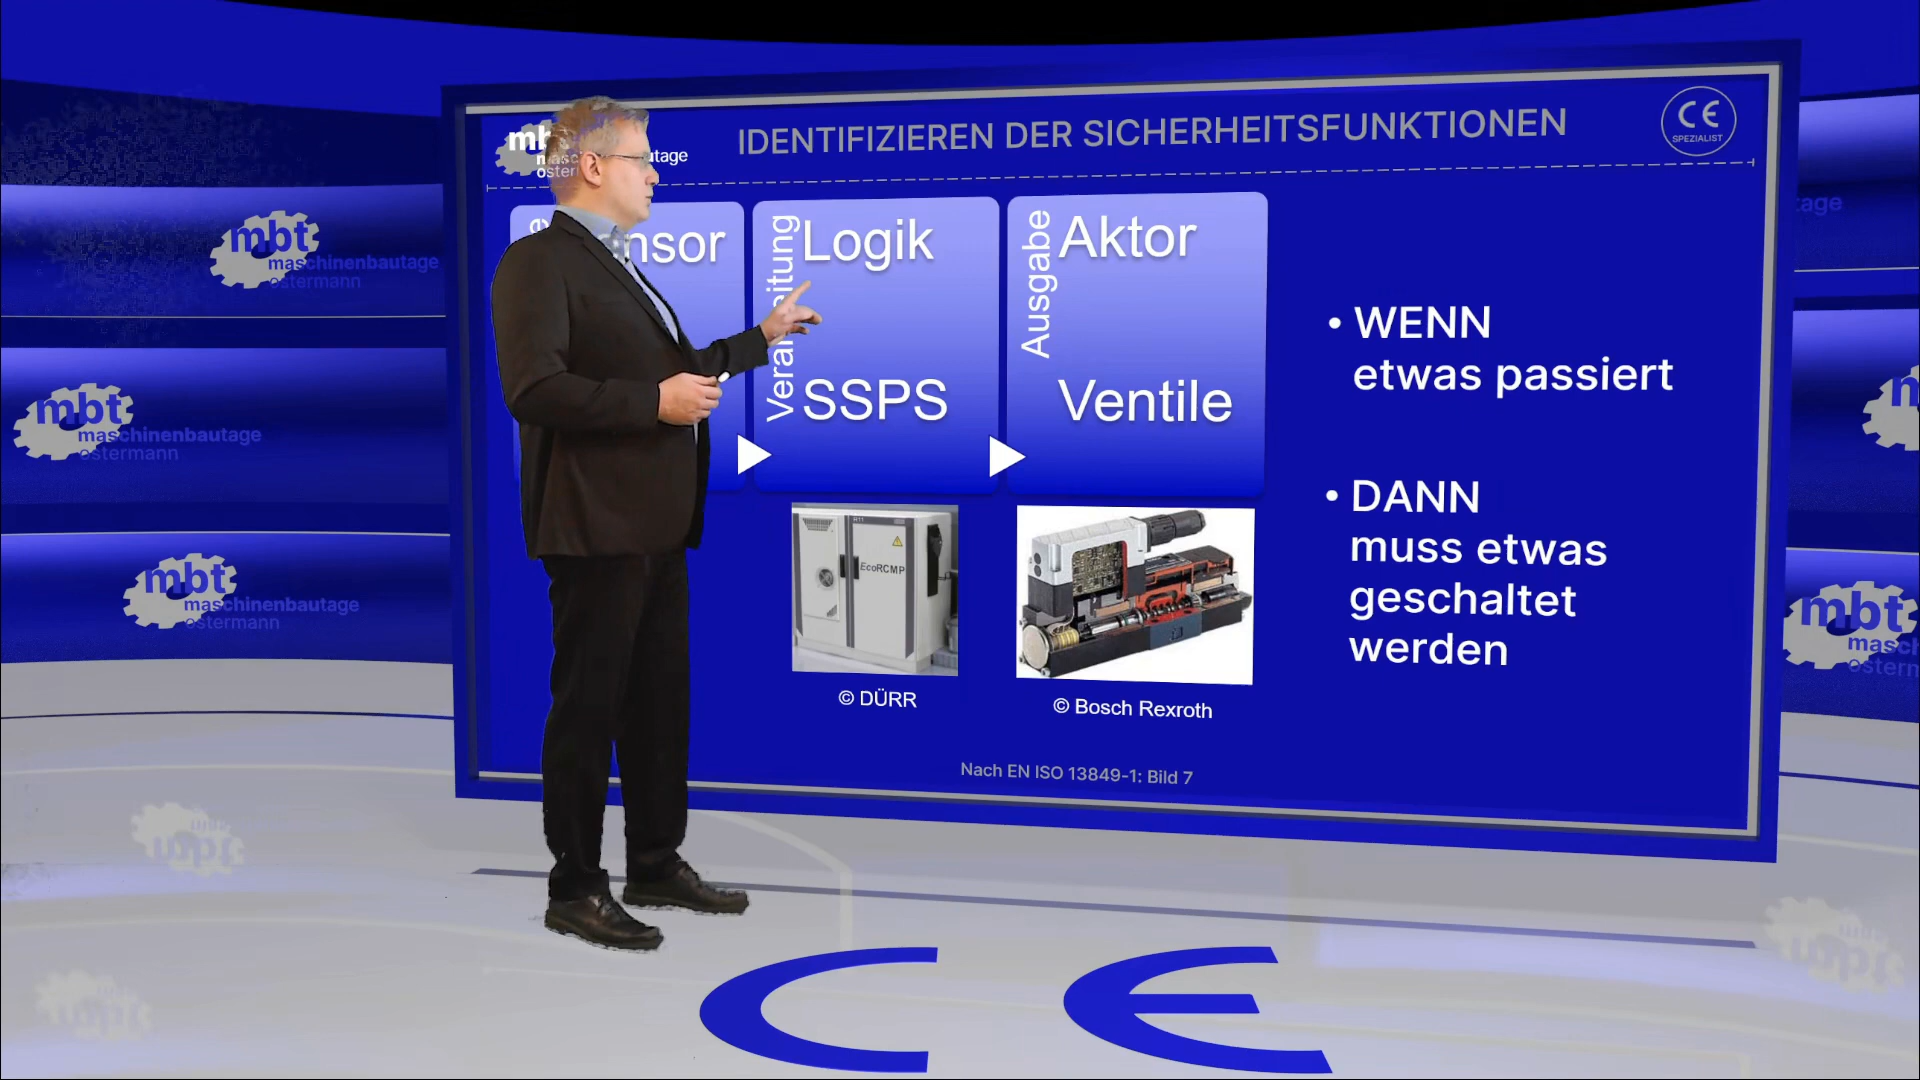 IDENTIFIZIEREN DER SICHERHEITSFUNKTIONEN
CE
SPEZIALIST
Logik
SSPS
Ausgabe
Aktor
Ventile
• WENN
etwas passiert
• DANN
muss etwas
geschaltet
werden
R11
EcoRCMP
© DÜRR
© Bosch Rexroth
Nach EN ISO 13849-1: Bild 7
mbt
maschinenbautage
ostermann
mbt
maschinenbautage
ostermann
mbt
maschinenbautage
ostermann
mbt
CE